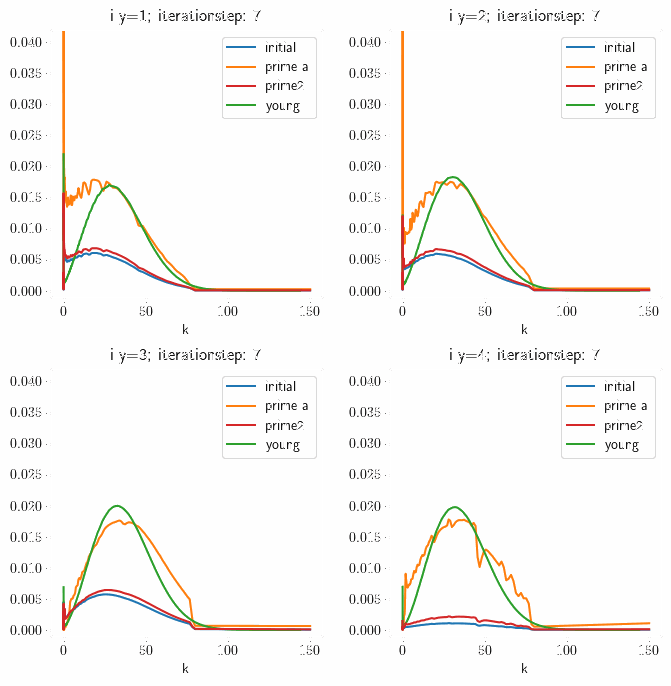 i y=1; iterationstep: 7
0.040
0.035
0.030
0.025
0.020
0.015
0.010
0.005
0.000
initial
prime a
prime2
young
0
50
100
150
k
i y=2; iterationstep: 7
0.040
0.035
0.030
0.025
0.020
0.015
0.010
0.005
0.000
initial
prime a
prime2
young
0
50
100
150
k
i y=3; iterationstep: 7
0.040
0.035
0.030
0.025
0.020
0.015
0.010
0.005
0.000
initial
prime a
prime2
young
0
50
100
150
k
i y=4; iterationstep: 7
0.040
0.035
0.030
0.025
0.020
0.015
0.010
0.005
0.000
initial
prime a
prime2
young
0
50
100
150
k